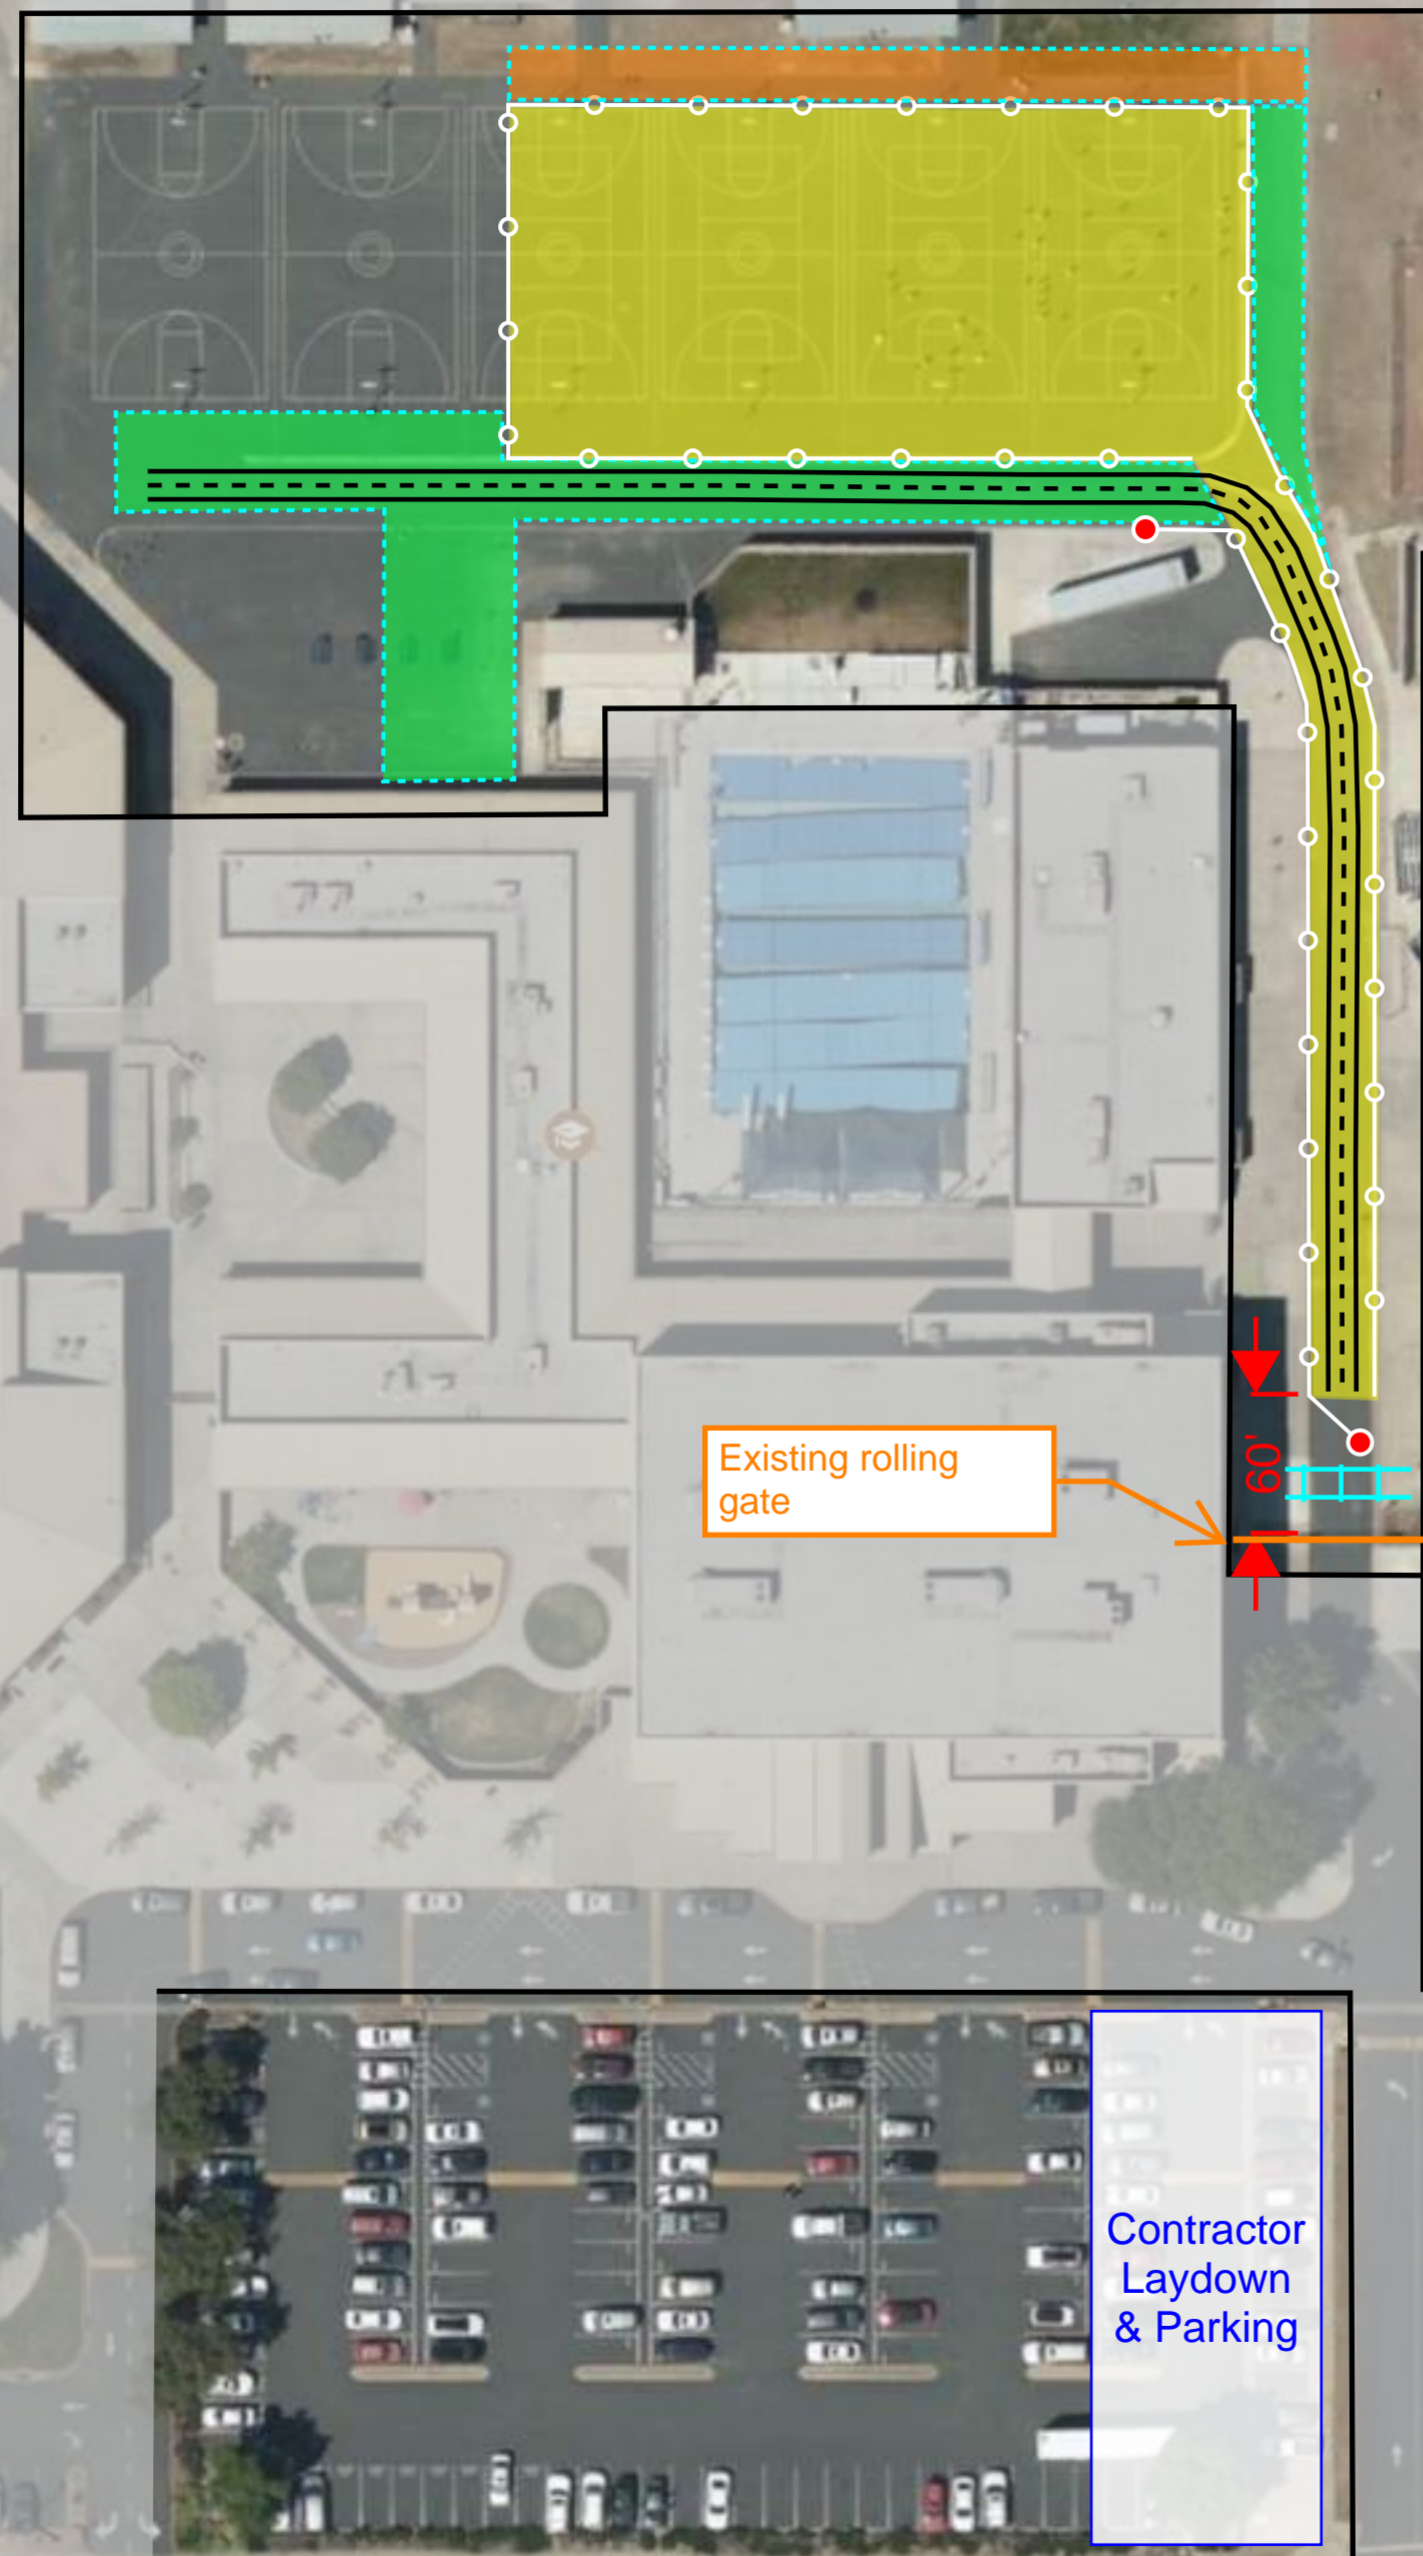 Existing rolling
gate
60'
Contractor
Laydown
& Parking